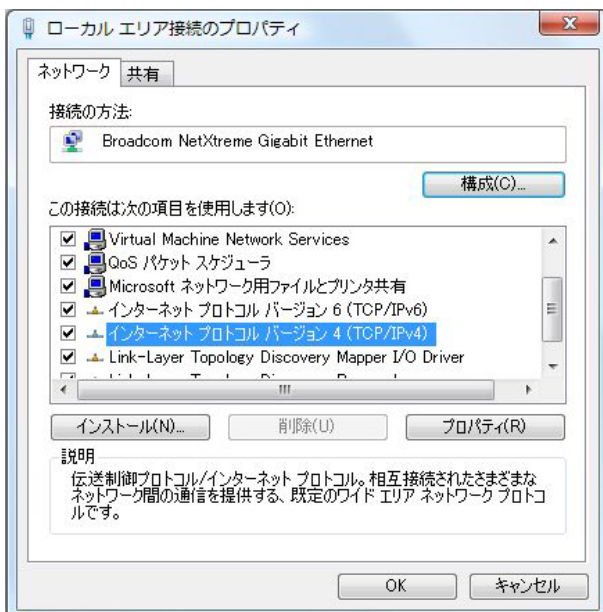 ローカル エリア接続のプロパティ
ネットワーク 共有
接続の方法:
Broadcom NetXtreme Gigabit Ethernet
構成(C)...
この接続は次の項目を使用します(O):
Virtual Machine Network Services
QoS パケット スケジューラ
Microsoft ネットワーク用ファイルとプリンタ共有
インターネット プロトコル バージョン 6 (TCP/IPv6)
インターネット プロトコル バージョン 4 (TCP/IPv4)
Link-Layer Topology Discovery Mapper I/O Driver
インストール(N)... 削除(U) プロパティ(R)
説明
伝送制御プロトコル/インターネット プロトコル。相互接続されたさまざまな
ネットワーク間の通信を提供する、既定のワイド エリア ネットワーク プロトコ
ルです。
OK キャンセル